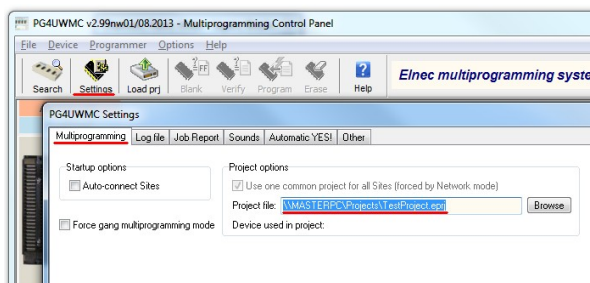 PG4UWMC v2.99nw01/08.2013 - Multiprogramming Control Panel
File Device Programmer Options Help
Search Settings Load prj Blank Verify Program Erase Help
Elnec multiprogramming syste
PG4UWMC Settings
Multiprogramming Log file Job Report Sounds Automatic YES! Other
Startup options Project options
Auto-connect Sites Use one common project for all Sites (forced by Network mode)
Project file: \\MASTERPC\Projects\TestProject.eprj Browse
Force gang multiprogramming mode Device used in project: